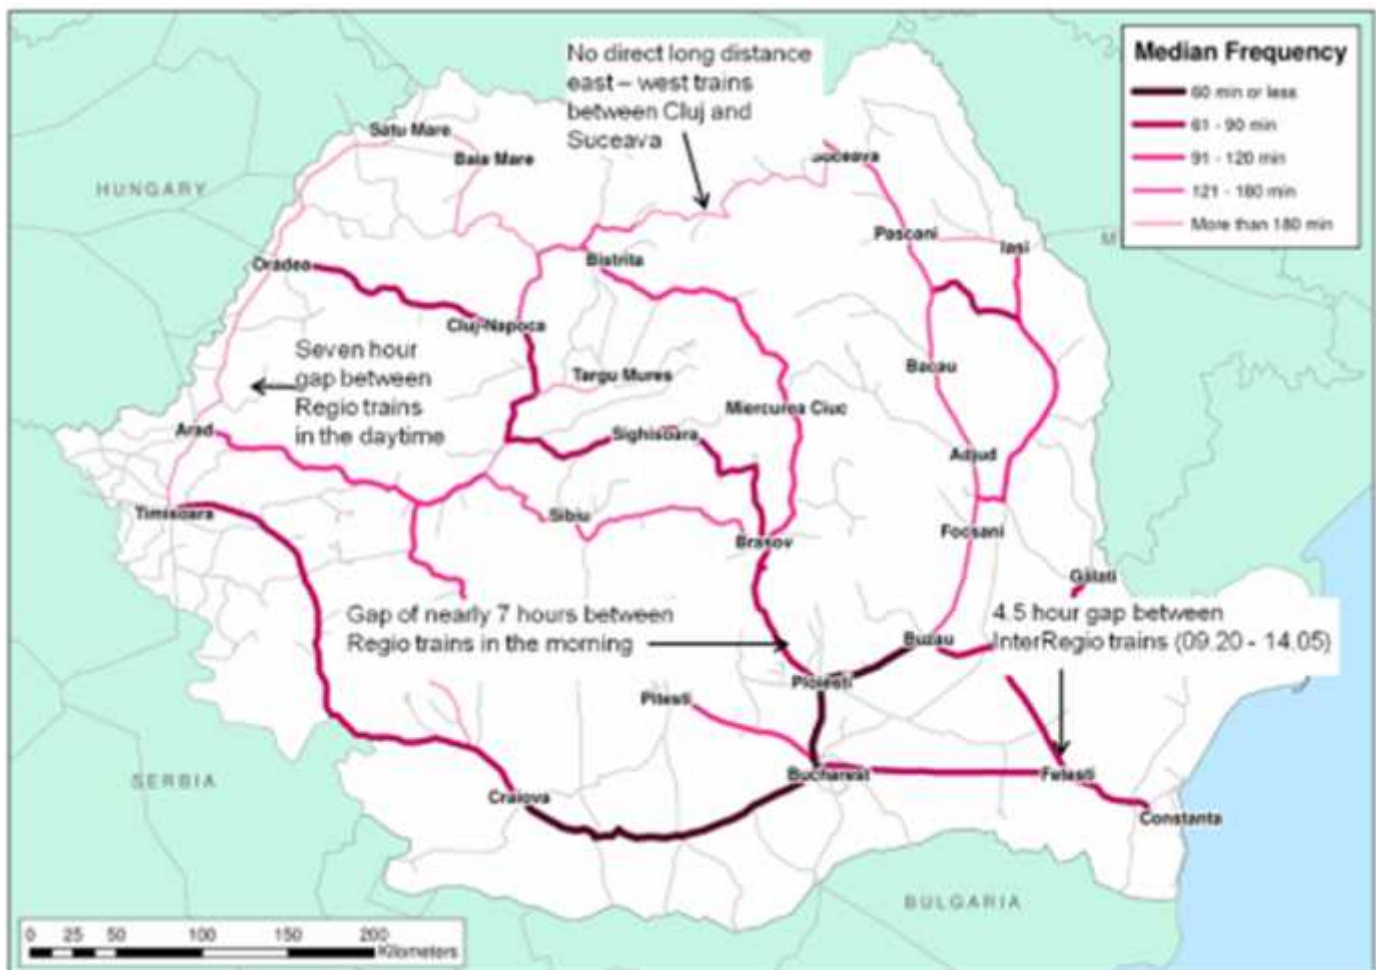 No direct long distance
east – west trains
between Cluj and
Suceava
Median Frequency
60 min or less
61 - 90 min
91 - 120 min
121 - 180 min
More than 180 min
Satu Mare
Baia Mare
Suceava
HUNGARY
Pascani
Iasi
M
Oradea
Bistrita
Cluj-Napoca
Seven hour
gap between
Regio trains
in the daytime
Targu Mures
Bacau
Miercurea Ciuc
Arad
Sighisoara
Adjud
Timisoara
Sibiu
Brasov
Focsani
Galati
Gap of nearly 7 hours between
Regio trains in the morning
4.5 hour gap between
InterRegio trains (09.20 - 14.05)
Buzau
Ploiesti
Pitesti
SERBIA
Bucharest
Fetesti
Craiova
Constanta
BULGARIA
0 25 50 100 150 200
Kilometers